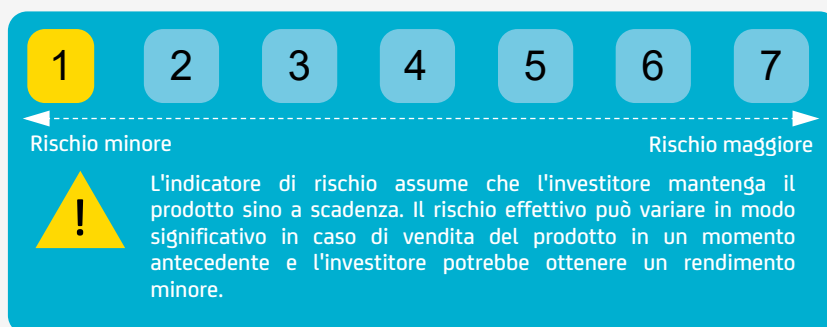 1 2 3 4 5 6 7
Rischio minore Rischio maggiore
! L'indicatore di rischio assume che l'investitore mantenga il
prodotto sino a scadenza. Il rischio effettivo può variare in modo
significativo in caso di vendita del prodotto in un momento
antecedente e l'investitore potrebbe ottenere un rendimento
minore.